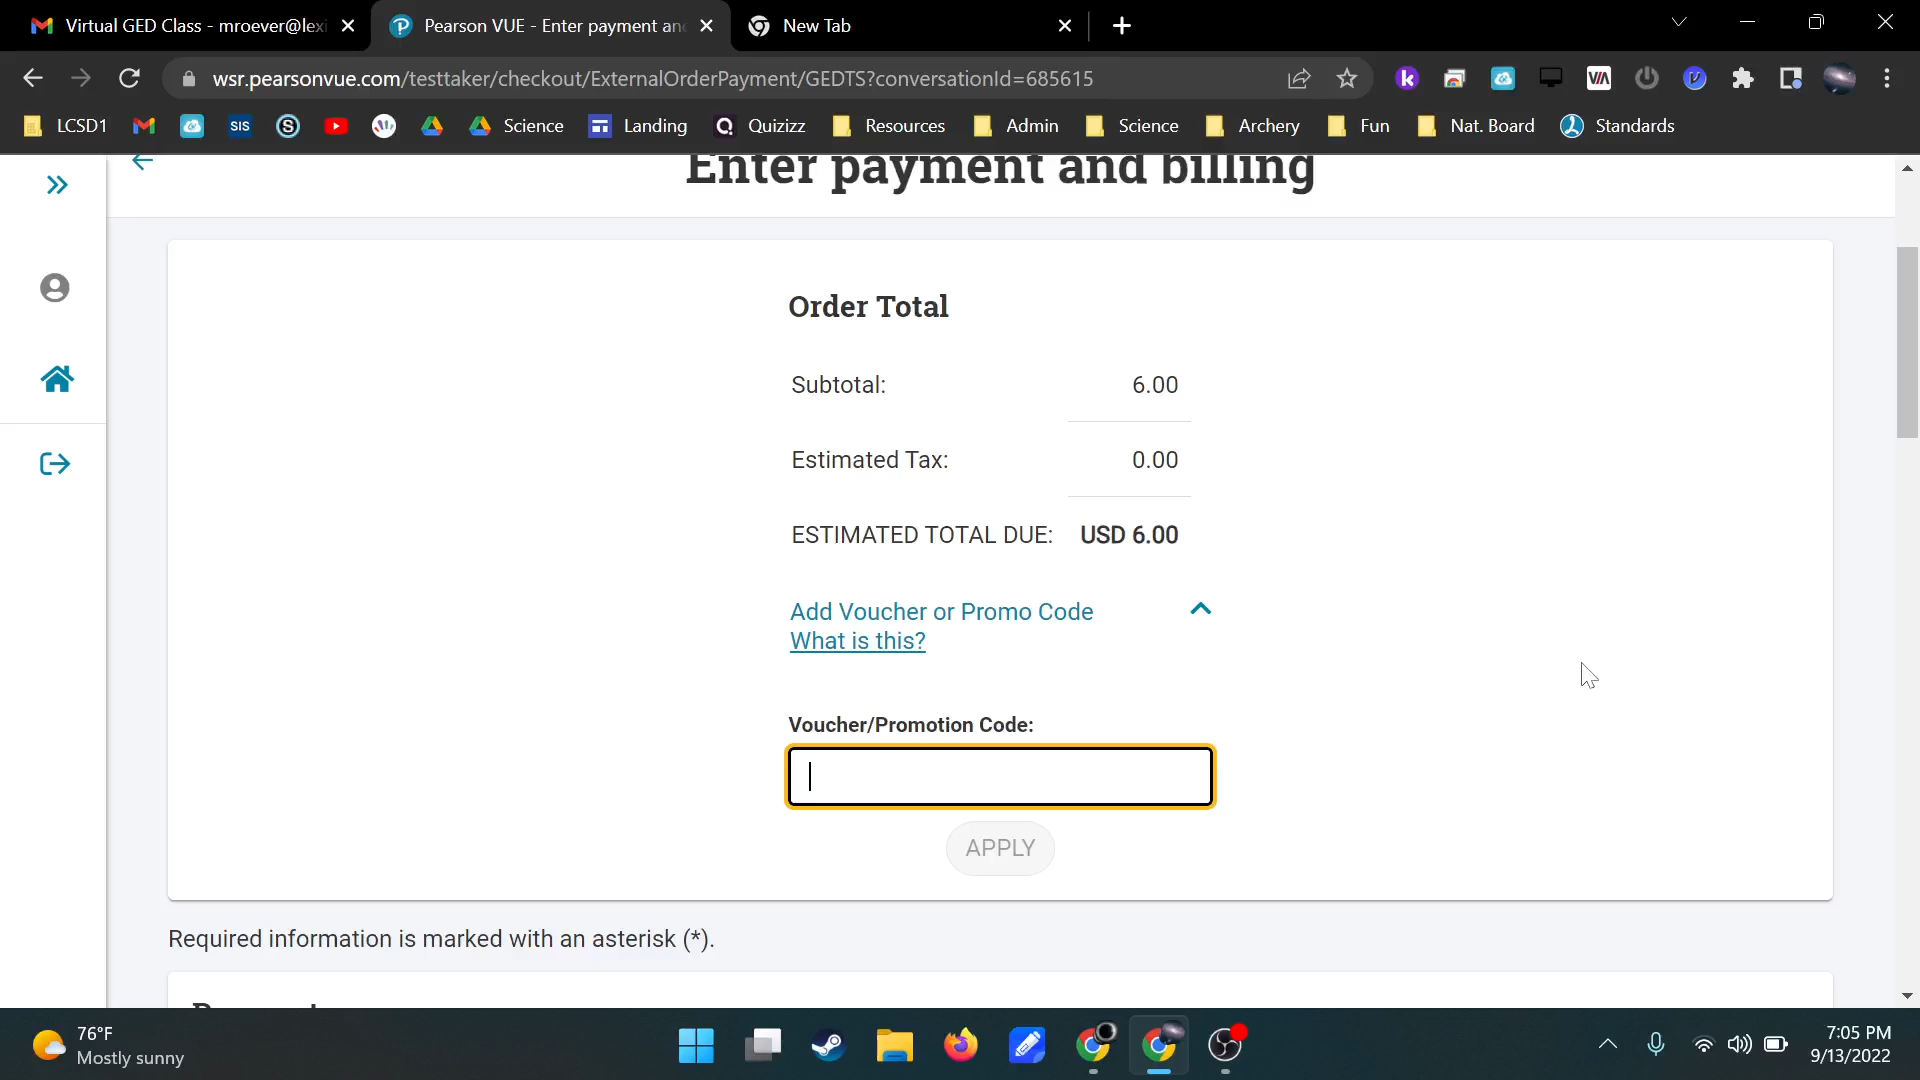 Virtual GED Class - mroever@lexi
Pearson VUE - Enter payment an
New Tab
wsr.pearsonvue.com/testtaker/checkout/ExternalOrderPayment/GEDTS?conversationId=685615
LCSD1
SIS
Science
Landing
Quizizz
Resources
Admin
Science
Archery
Fun
Nat. Board
Standards
Enter payment and billing
Order Total
Subtotal: 6.00
Estimated Tax: 0.00
ESTIMATED TOTAL DUE: USD 6.00
Add Voucher or Promo Code
What is this?
Voucher/Promotion Code:
APPLY
Required information is marked with an asterisk (*).
76°F
Mostly sunny
7:05 PM
9/13/2022